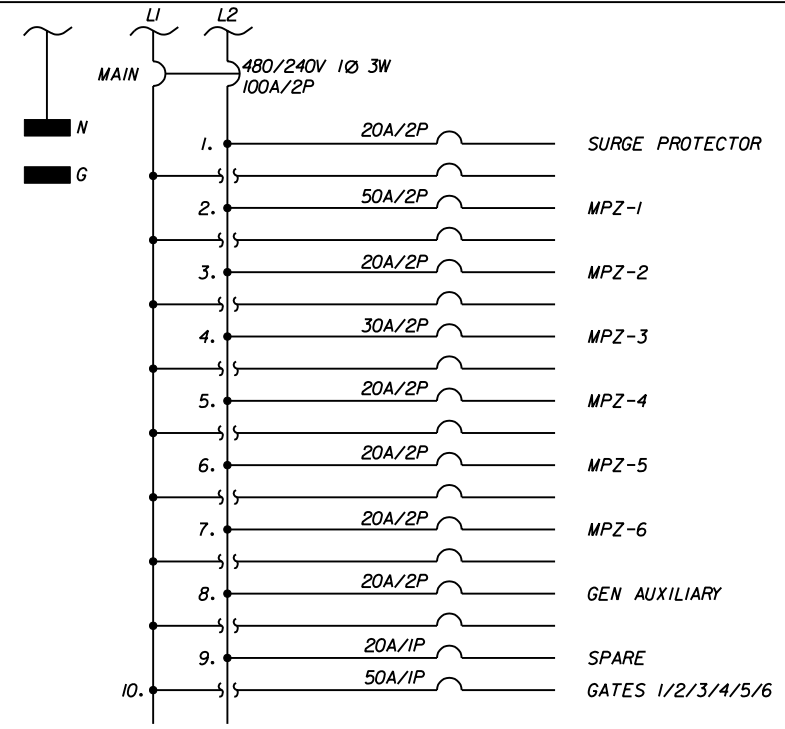 L1 L2
MAIN 480/240V 1Ø 3W
100A/2P
N
G
1. 20A/2P SURGE PROTECTOR
2. 50A/2P MPZ-1
3. 20A/2P MPZ-2
4. 30A/2P MPZ-3
5. 20A/2P MPZ-4
6. 20A/2P MPZ-5
7. 20A/2P MPZ-6
8. 20A/2P GEN AUXILIARY
9. 20A/1P SPARE
10. 50A/1P GATES 1/2/3/4/5/6